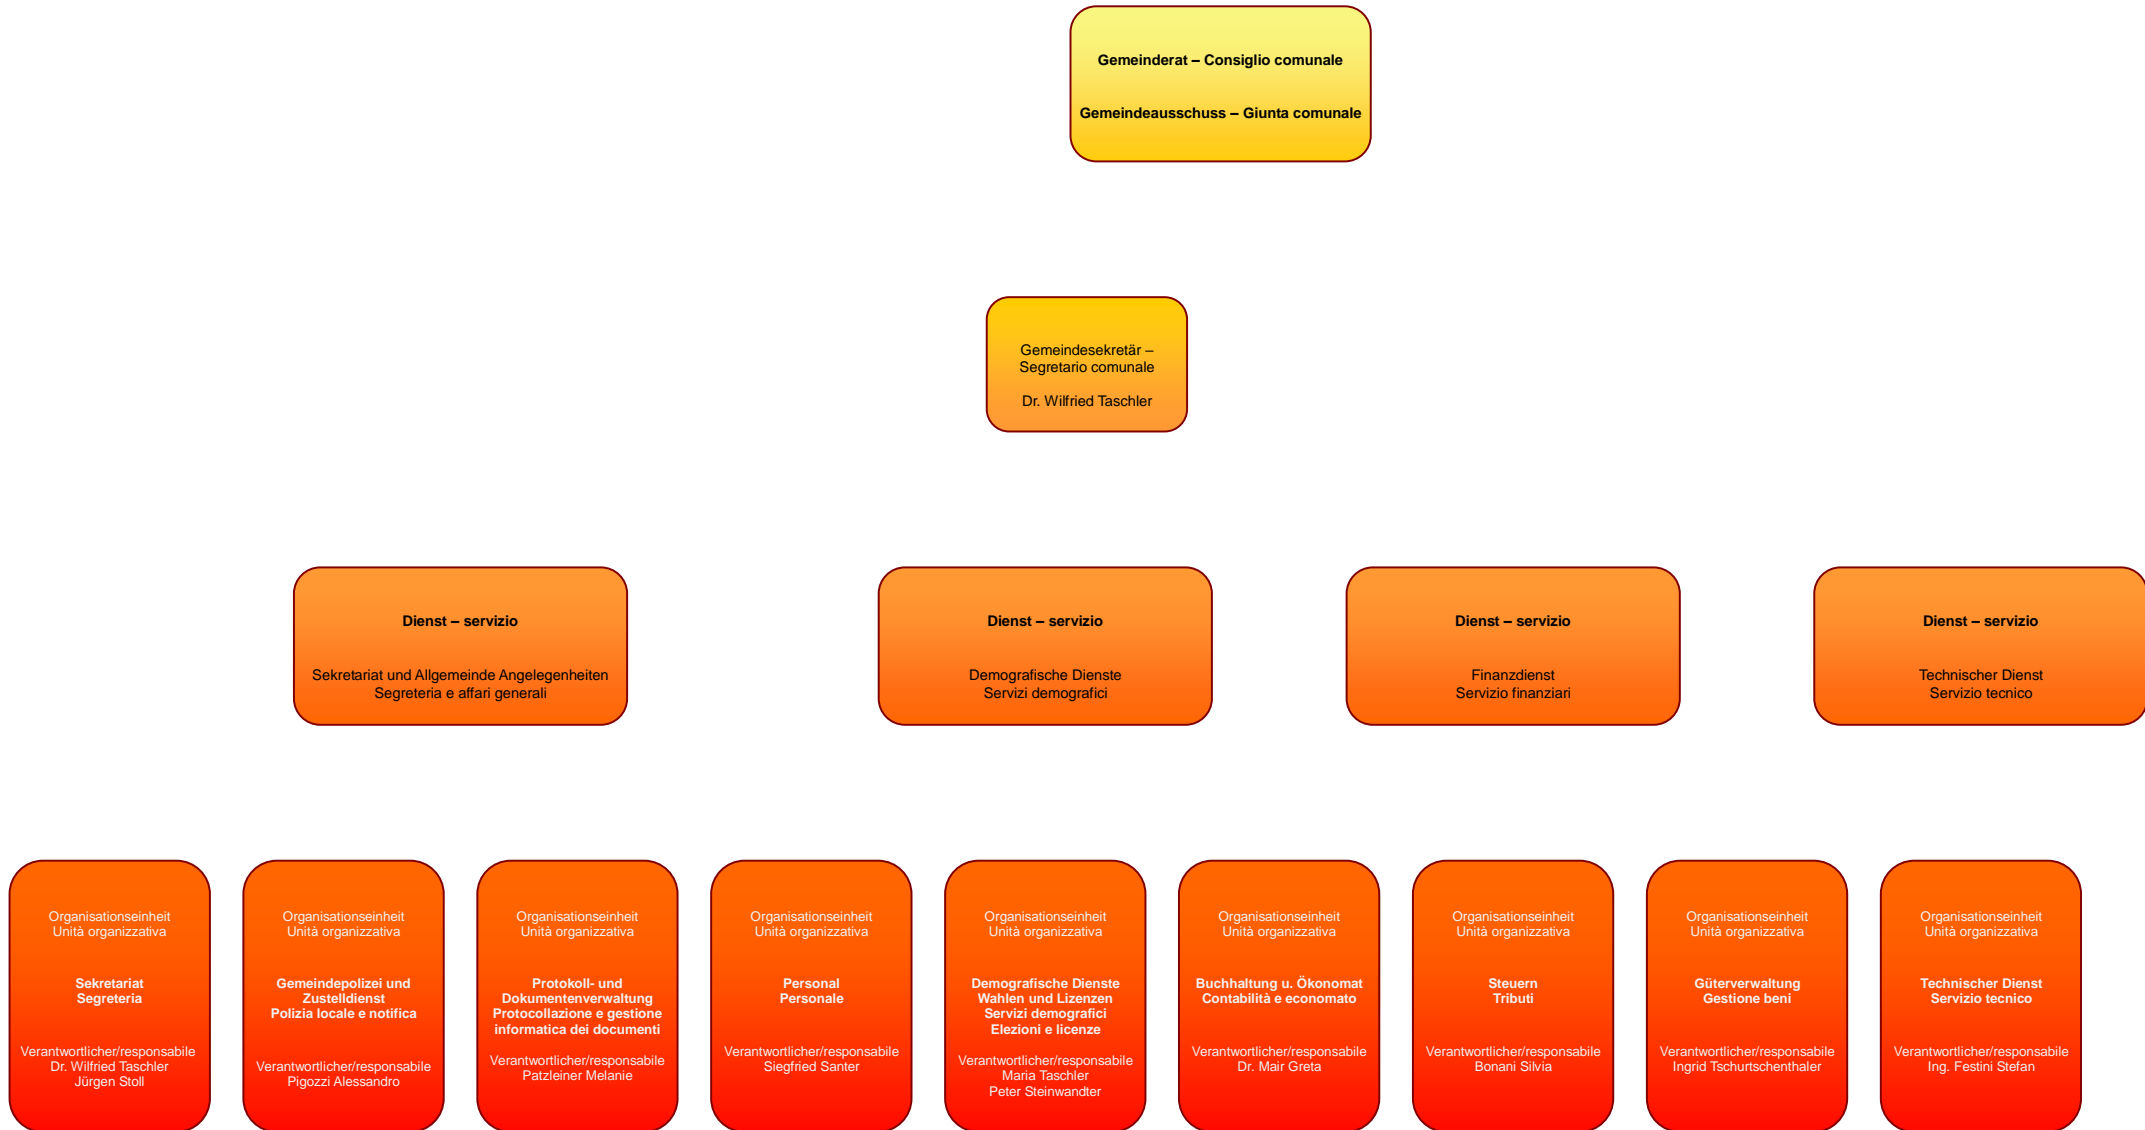 Gemeinderat – Consiglio comunale
Gemeindeausschuss – Giunta comunale
Gemeindesekretär –
Segretario comunale
Dr. Wilfried Taschler
Dienst – servizio
Sekretariat und Allgemeinde Angelegenheiten
Segreteria e affari generali
Dienst – servizio
Demografische Dienste
Servizi demografici
Dienst – servizio
Finanzdienst
Servizio finanziari
Dienst – servizio
Technischer Dienst
Servizio tecnico
Organisationseinheit
Unità organizzativa
Sekretariat
Segreteria
Verantwortlicher/responsabile
Dr. Wilfried Taschler
Jürgen Stoll
Organisationseinheit
Unità organizzativa
Gemeindepolizei und
Zustelldienst
Polizia locale e notifica
Verantwortlicher/responsabile
Pigozzi Alessandro
Organisationseinheit
Unità organizzativa
Protokoll- und
Dokumentenverwaltung
Protocollazione e gestione
informatica dei documenti
Verantwortlicher/responsabile
Patzleiner Melanie
Organisationseinheit
Unità organizzativa
Personal
Personale
Verantwortlicher/responsabile
Siegfried Santer
Organisationseinheit
Unità organizzativa
Demografische Dienste
Wahlen und Lizenzen
Servizi demografici
Elezioni e licenze
Verantwortlicher/responsabile
Maria Taschler
Peter Steinwandter
Organisationseinheit
Unità organizzativa
Buchhaltung u. Ökonomat
Contabilità e economato
Verantwortlicher/responsabile
Dr. Mair Greta
Organisationseinheit
Unità organizzativa
Steuern
Tributi
Verantwortlicher/responsabile
Bonani Silvia
Organisationseinheit
Unità organizzativa
Güterverwaltung
Gestione beni
Verantwortlicher/responsabile
Ingrid Tschurtschenthaler
Organisationseinheit
Unità organizzativa
Technischer Dienst
Servizio tecnico
Verantwortlicher/responsabile
Ing. Festini Stefan